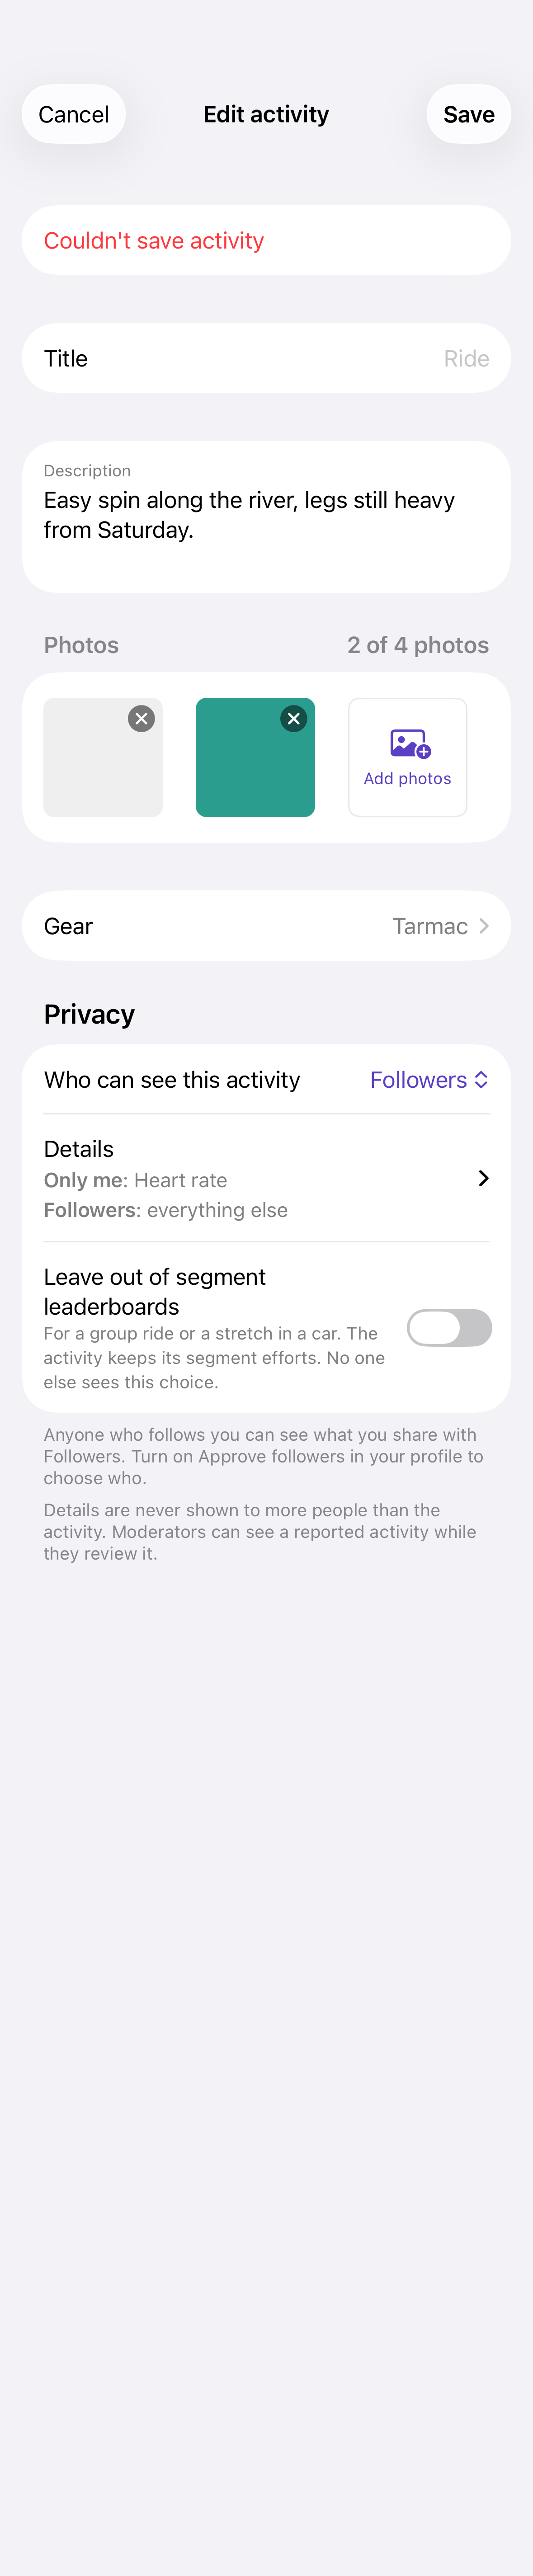 Cancel
Edit activity
Save
Couldn't save activity
Title
Ride
Description
Easy spin along the river, legs still heavy
from Saturday.
Photos
2 of 4 photos
Add photos
Gear
Tarmac
Privacy
Who can see this activity
Followers
Details
Only me: Heart rate
Followers: everything else
Leave out of segment
leaderboards
For a group ride or a stretch in a car. The
activity keeps its segment efforts. No one
else sees this choice.
Anyone who follows you can see what you share with
Followers. Turn on Approve followers in your profile to
choose who.
Details are never shown to more people than the
activity. Moderators can see a reported activity while
they review it.